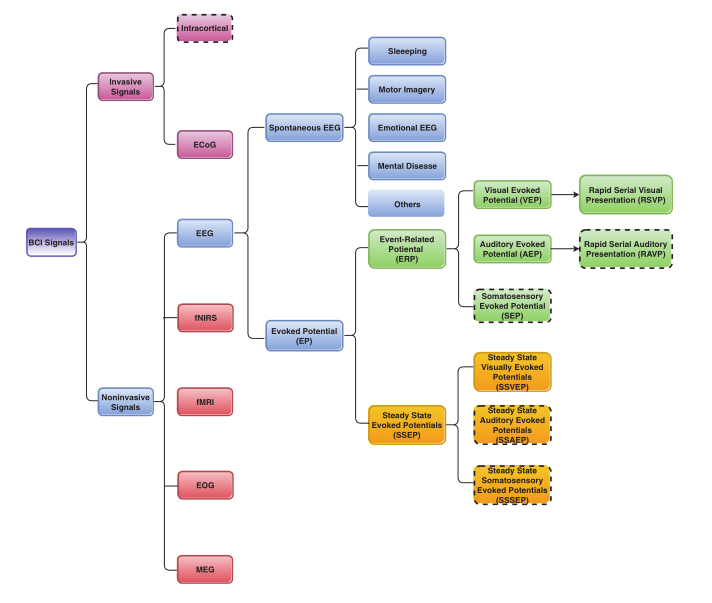 BCI Signals
Invasive
Signals
Noninvasive
Signals
Intracortical
ECoG
EEG
fNIRS
fMRI
EOG
MEG
Spontaneous EEG
Evoked Potential
(EP)
Sleeeping
Motor Imagery
Emotional EEG
Mental Disease
Others
Event-Related
Potiential
(ERP)
Steady State
Evoked Potentials
(SSEP)
Visual Evoked
Potential (VEP)
Auditory Evoked
Potential (AEP)
Somatosensory
Evoked Potential
(SEP)
Steady State
Visually Evoked
Potentials
(SSVEP)
Steady State
Auditory Evoked
Potentials
(SSAEP)
Steady State
Somatosensory
Evoked Potentials
(SSSEP)
Rapid Serial Visual
Presentation (RSVP)
Rapid Serial Auditory
Presentation (RAVP)